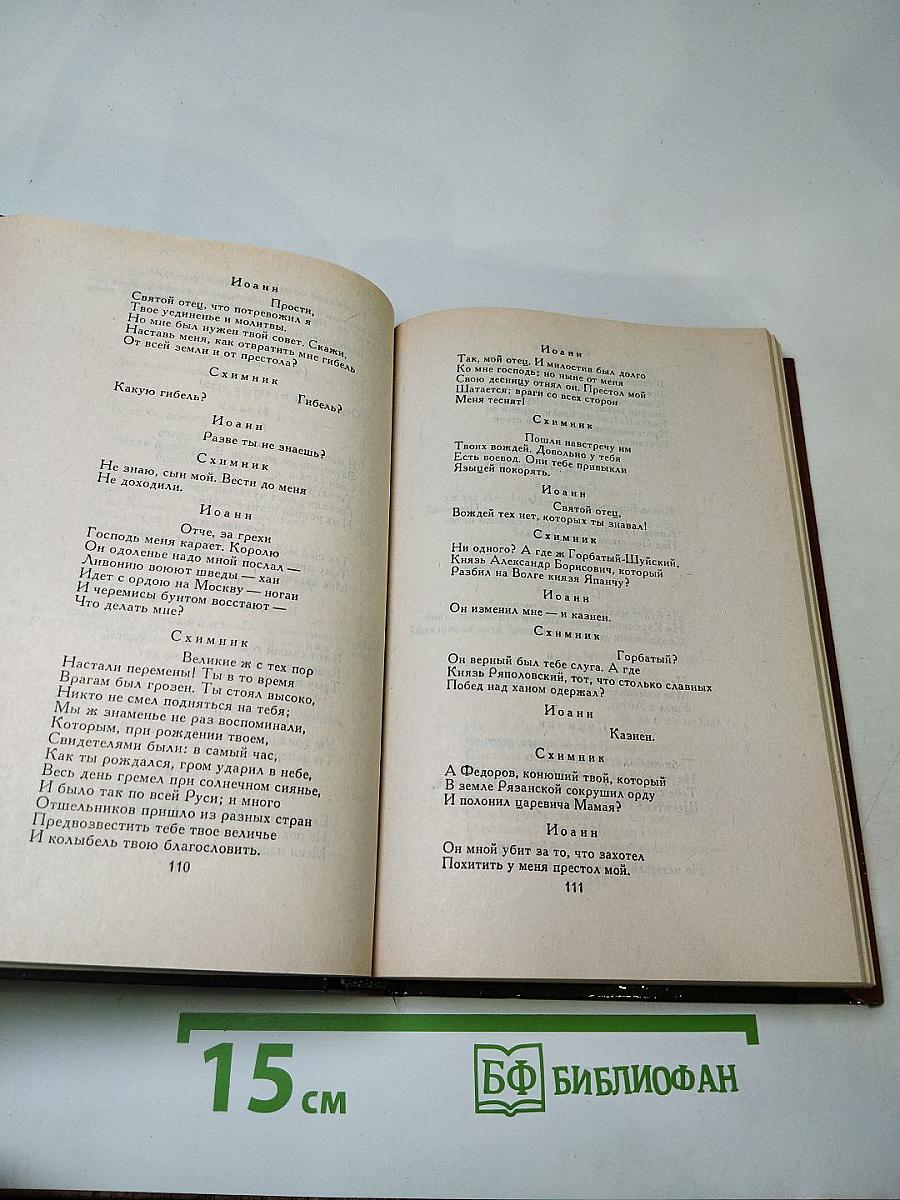 Иоанн
Прости,
Святой отец, что потревожил я
Твое уединенье и молитвы.
Но мне был нужен твой совет. Скажи,
Наставь меня, как отвратить мне гибель
От всей земли и от престола?
Схимник
Гибель?
Какую гибель?
Иоанн
Разве ты не знаешь?
Схимник
Не знаю, сын мой. Вести до меня
Не доходили.
Иоанн
Отче, за грехи
Господь меня карает. Королю
Он одоленье надо мной послал —
Ливонию воюют шведы — хан
Идет с ордою на Москву — ногаи
И черемисы бунтом восстают —
Что делать мне?
Схимник
Великие ж с тех пор
Настали перемены! Ты в то время
Врагам был грозен. Ты стоял высоко,
Никто не смел подняться на тебя;
Мы ж знаменье не раз воспоминали,
Которым, при рождении твоем,
Свидетелями были: в самый час,
Как ты рождался, гром ударил в небе,
Весь день гремел при солнечном сиянье,
И было так по всей Руси; и много
Отшельников пришло из разных стран
Предвозвестить тебе твое величье
И колыбель твою благословить.
110
Иоанн
Так, мой отец. И милостив был долго
Ко мне господь; но ныне от меня
Свою десницу отнял он. Престол мой
Шатается; враги со всех сторон
Меня теснят!
Схимник
Пошли навстречу им
Твоих вождей. Довольно у тебя
Есть воевод. Они тебе привыкли
Языцей покорять.
Иоанн
Святой отец,
Вождей тех нет, которых ты знавал!
Схимник
Ни одного? А где ж Горбатый-Шуйский,
Князь Александр Борисович, который
Разбил на Волге князя Япанчу?
Иоанн
Он изменил мне — и казнен.
Схимник
Горбатый?
Он верный был тебе слуга. А где
Князь Ряполовский, тот, что столько славных
Побед над ханом одержал?
Иоанн
Казнен.
Схимник
А Федоров, конюший твой, который
В земле Рязанской сокрушил орду
И полонил царевича Мамая?
Иоанн
Он мной убит за то, что захотел
Похитить у меня престол мой.
111
15 см
БФ БИБЛИОФАН